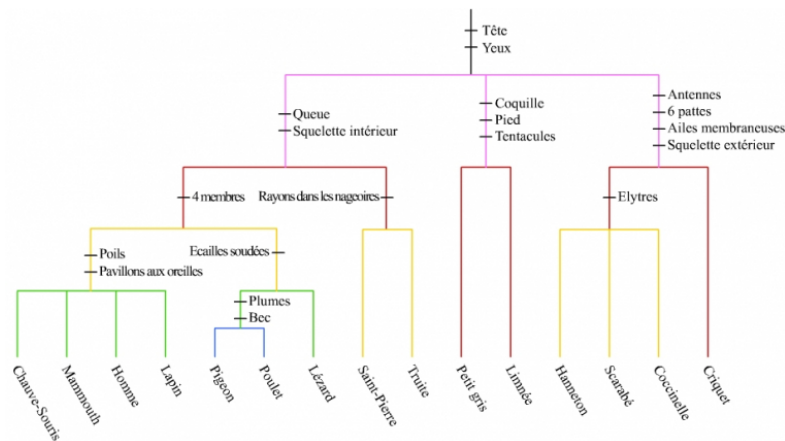 Tête
Yeux
Queue
Squelette intérieur
Coquille
Pied
Tentacules
Antennes
6 pattes
Ailes membraneuses
Squelette extérieur
4 membres
Rayons dans les nageoires
Elytres
Poils
Pavillons aux oreilles
Ecailles soudées
Plumes
Bec
Chauve-Souris
Mammouth
Homme
Lapin
Pigeon
Poulet
Lézard
Saint-Pierre
Truite
Petit gris
Limnée
Hanneton
Scarabé
Coccinelle
Criquet